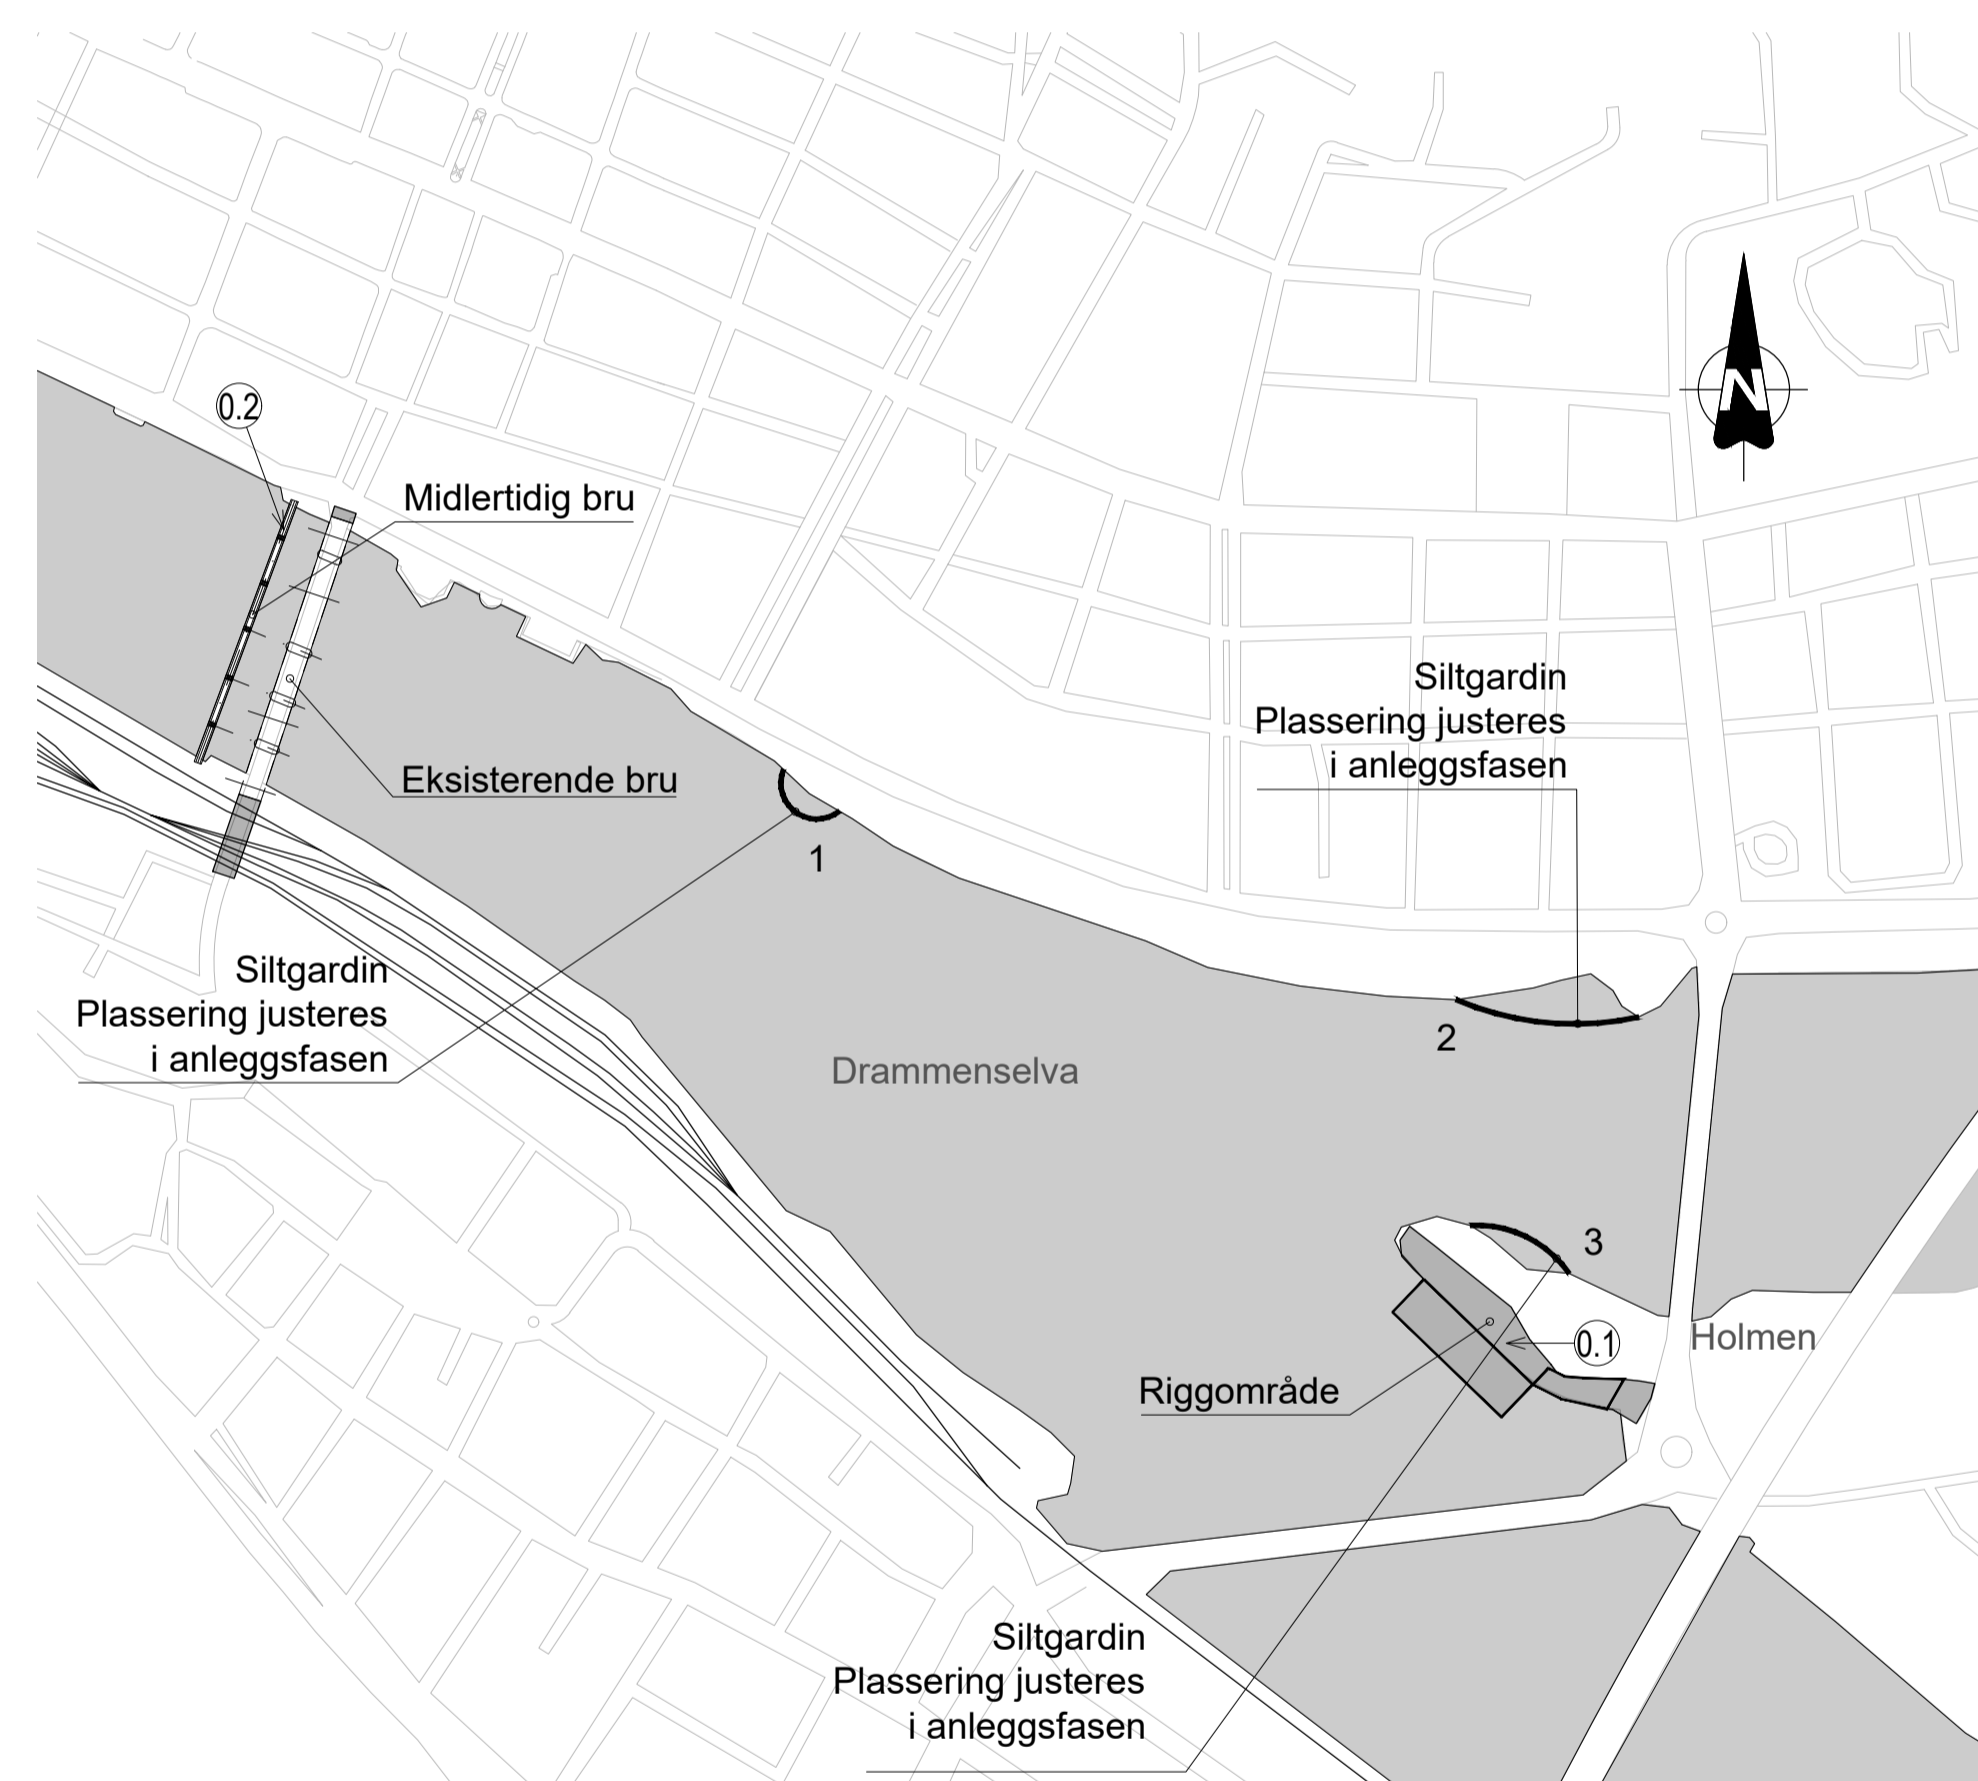 N
0.2
Midlertidig bru
Siltgardin
Plassering justeres
i anleggsfasen
Eksisterende bru
1
Siltgardin
Plassering justeres
i anleggsfasen
2
Drammenselva
3
0.1
Holmen
Riggområde
Siltgardin
Plassering justeres
i anleggsfasen